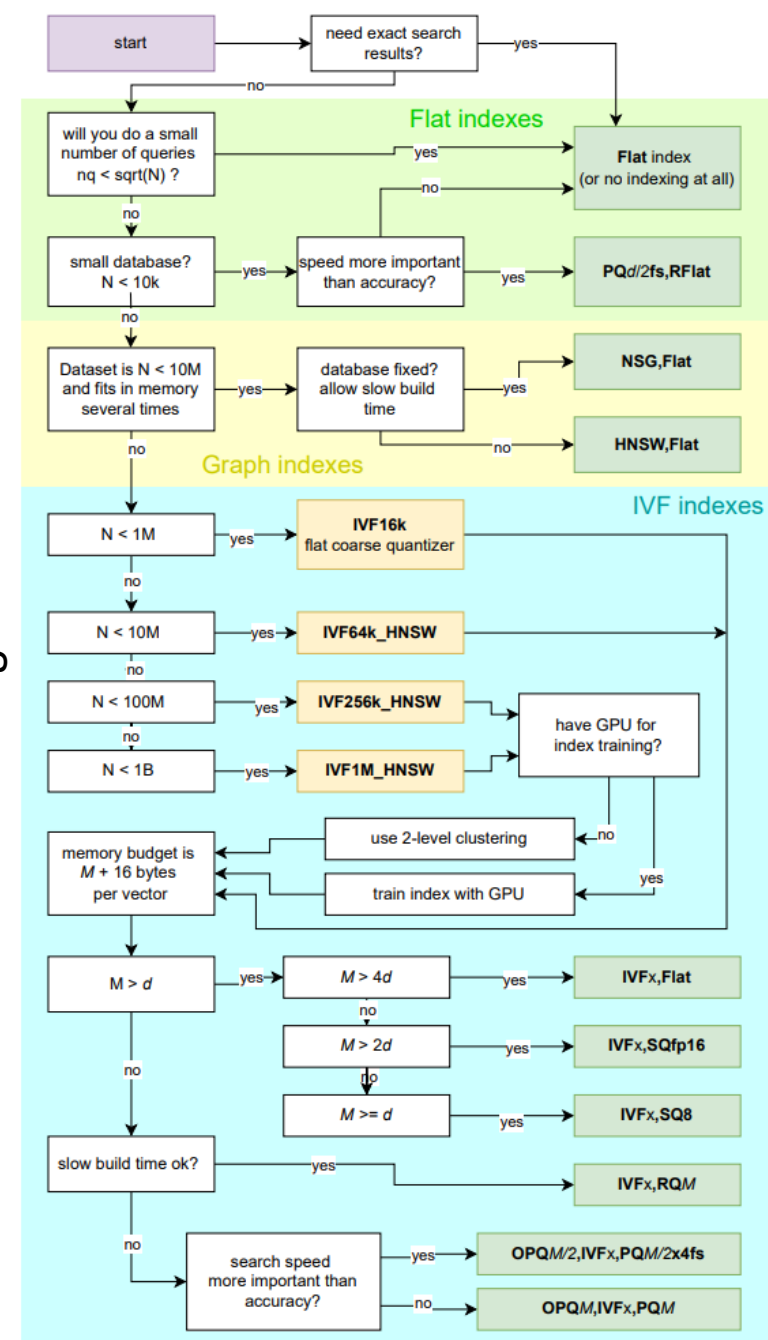 start
need exact search
results?
yes
no
Flat indexes
will you do a small
number of queries
nq < sqrt(N) ?
yes
Flat index
(or no indexing at all)
no
no
small database?
N < 10k
yes
speed more important
than accuracy?
yes
PQd/2fs,RFlat
no
Dataset is N < 10M
and fits in memory
several times
yes
database fixed?
allow slow build
time
yes
NSG,Flat
no
HNSW,Flat
no
Graph indexes
IVF indexes
N < 1M
yes
IVF16k
flat coarse quantizer
no
N < 10M
yes
IVF64k_HNSW
no
N < 100M
yes
IVF256k_HNSW
have GPU for
index training?
no
N < 1B
yes
IVF1M_HNSW
no
use 2-level clustering
memory budget is
M + 16 bytes
per vector
yes
train index with GPU
M > d
yes
M > 4d
yes
IVFx,Flat
no
M > 2d
yes
IVFx,SQfp16
no
no
M >= d
yes
IVFx,SQ8
slow build time ok?
yes
IVFx,RQM
no
search speed
more important than
accuracy?
yes
OPQM/2,IVFx,PQM/2x4fs
no
OPQM,IVFx,PQM